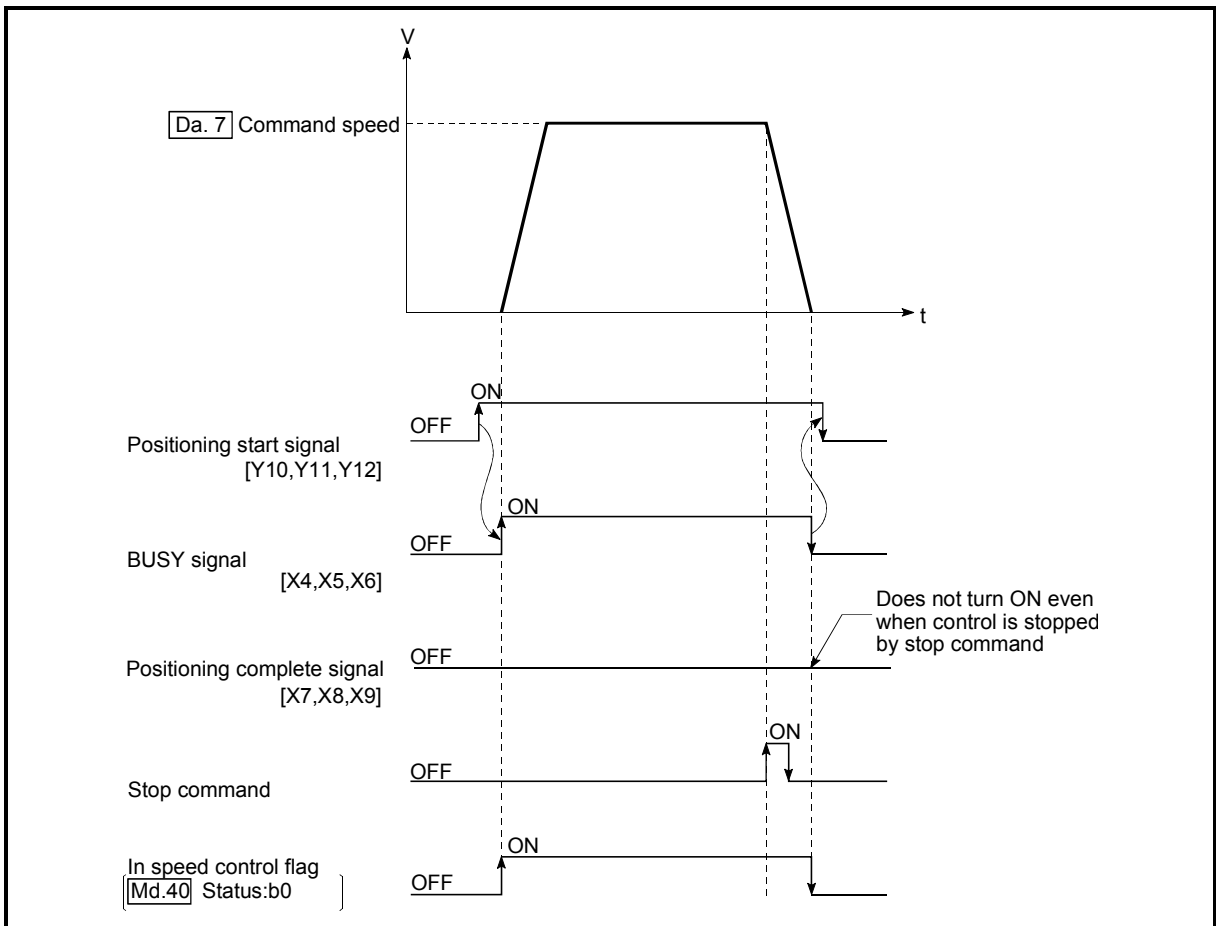 V
Da. 7 Command speed
t
ON
OFF
Positioning start signal
[Y10,Y11,Y12]
ON
OFF
BUSY signal
[X4,X5,X6]
Does not turn ON even
when control is stopped
by stop command
OFF
Positioning complete signal
[X7,X8,X9]
ON
OFF
Stop command
ON
In speed control flag
OFF
Md.40 Status:b0